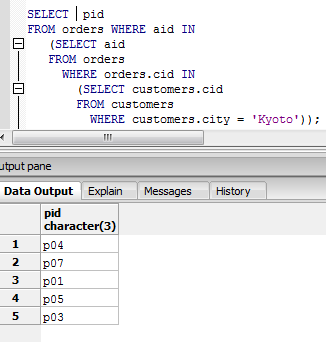 SELECT pid
FROM orders WHERE aid IN
(SELECT aid
FROM orders
WHERE orders.cid IN
(SELECT customers.cid
FROM customers
WHERE customers.city = 'Kyoto'));
utput pane
Data Output Explain Messages History
pid
character(3)
1 p04
2 p07
3 p01
4 p05
5 p03